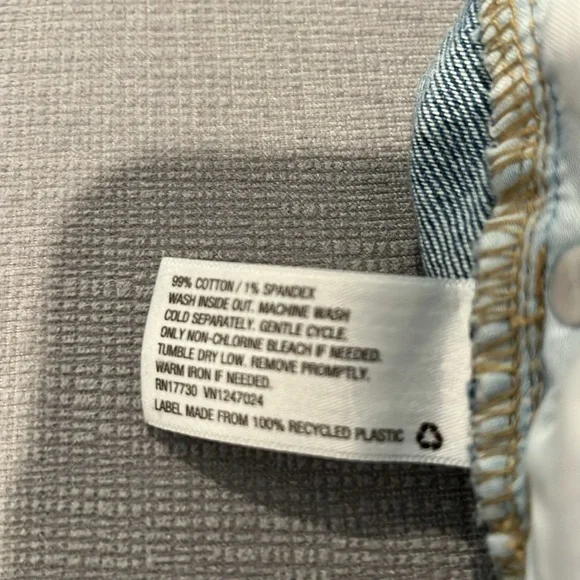 99% COTTON / 1% SPANDEX
WASH INSIDE OUT. MACHINE WASH
COLD SEPARATELY. GENTLE CYCLE.
ONLY NON-CHLORINE BLEACH IF NEEDED.
TUMBLE DRY LOW. REMOVE PROMPTLY.
WARM IRON IF NEEDED.
RN17730 VN1247024
LABEL MADE FROM 100% RECYCLED PLASTIC